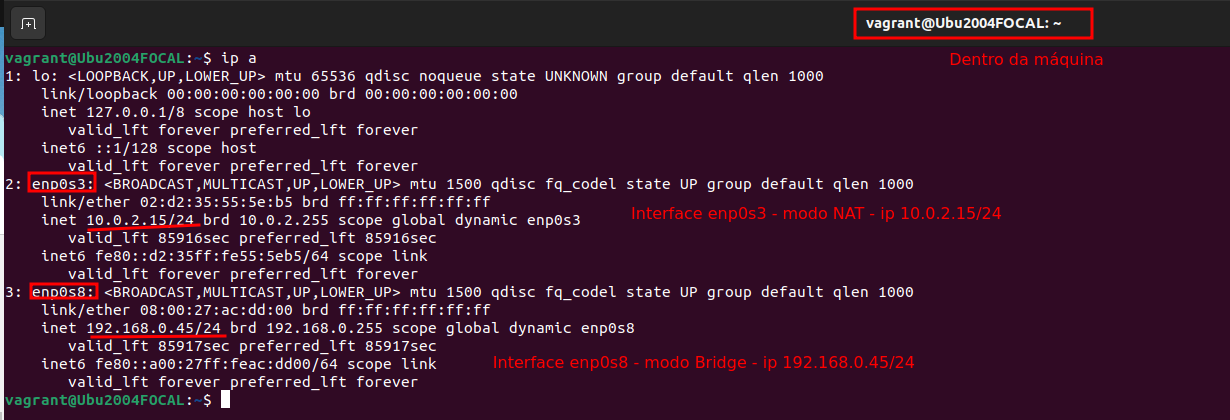 vagrant@Ubu2004FOCAL: ~
vagrant@Ubu2004FOCAL:~$ ip a
Dentro da máquina
1: lo: <LOOPBACK,UP,LOWER_UP> mtu 65536 qdisc noqueue state UNKNOWN group default qlen 1000
link/loopback 00:00:00:00:00:00 brd 00:00:00:00:00:00
inet 127.0.0.1/8 scope host lo
valid_lft forever preferred_lft forever
inet6 ::1/128 scope host
valid_lft forever preferred_lft forever
2: enp0s3: <BROADCAST,MULTICAST,UP,LOWER_UP> mtu 1500 qdisc fq_codel state UP group default qlen 1000
link/ether 02:d2:35:55:5e:b5 brd ff:ff:ff:ff:ff:ff
inet 10.0.2.15/24 brd 10.0.2.255 scope global dynamic enp0s3
Interface enp0s3 - modo NAT - ip 10.0.2.15/24
valid_lft 85916sec preferred_lft 85916sec
inet6 fe80::d2:35ff:fe55:5eb5/64 scope link
valid_lft forever preferred_lft forever
3: enp0s8: <BROADCAST,MULTICAST,UP,LOWER_UP> mtu 1500 qdisc fq_codel state UP group default qlen 1000
link/ether 08:00:27:ac:dd:00 brd ff:ff:ff:ff:ff:ff
inet 192.168.0.45/24 brd 192.168.0.255 scope global dynamic enp0s8
valid_lft 85917sec preferred_lft 85917sec
inet6 fe80::a00:27ff:feac:dd00/64 scope link
Interface enp0s8 - modo Bridge - ip 192.168.0.45/24
valid_lft forever preferred_lft forever
vagrant@Ubu2004FOCAL:~$